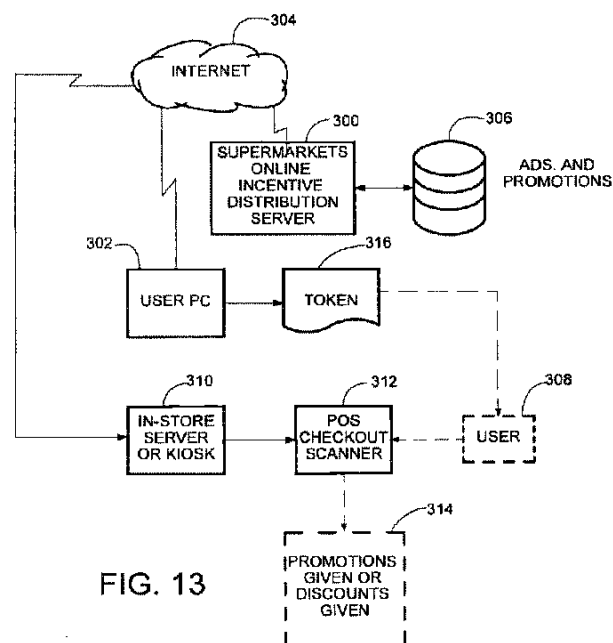 304
INTERNET
300
306
SUPERMARKETS
ONLINE
INCENTIVE
DISTRIBUTION
SERVER
ADS. AND
PROMOTIONS
302
316
USER PC
TOKEN
310
312
308
IN-STORE
SERVER
OR KIOSK
POS
CHECKOUT
SCANNER
USER
314
PROMOTIONS
GIVEN OR
DISCOUNTS
GIVEN
FIG. 13